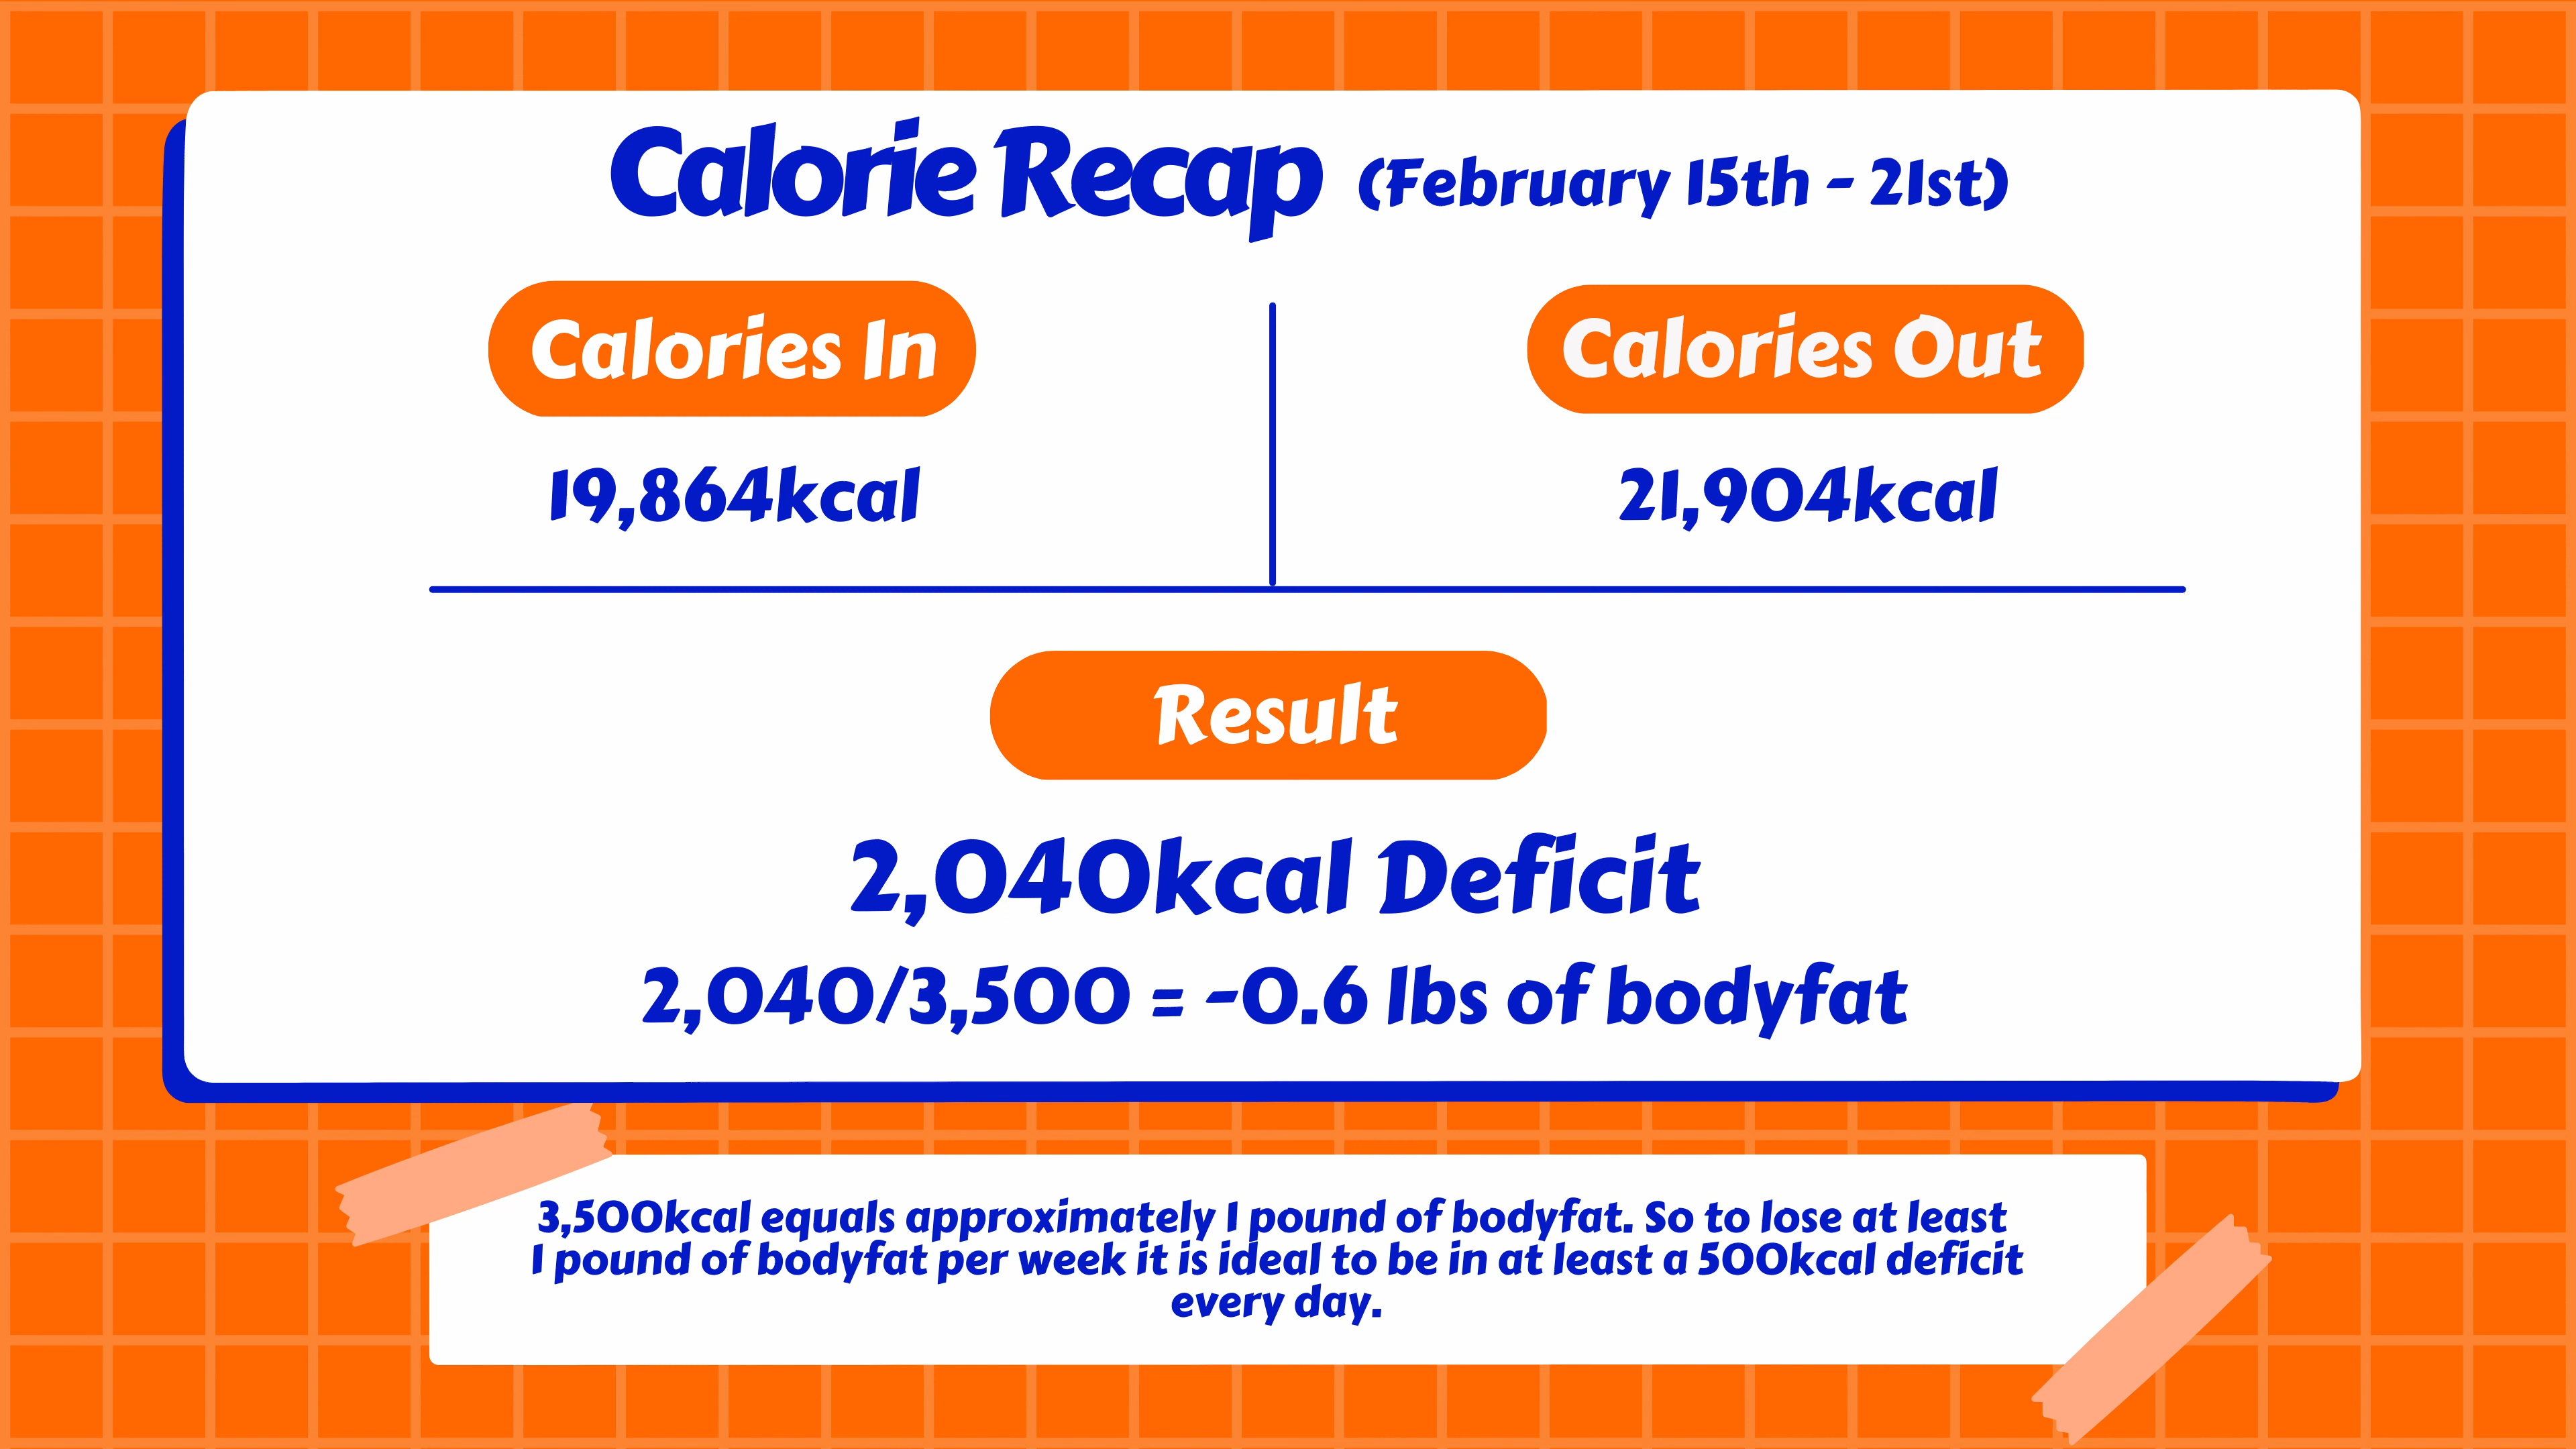 Calorie Recap (February 15th - 21st)
Calories In
Calories Out
19,864kcal
21,904kcal
Result
2,040kcal Deficit
2,040/3,500 = -0.6 lbs of bodyfat
3,500kcal equals approximately 1 pound of bodyfat. So to lose at least
1 pound of bodyfat per week it is ideal to be in at least a 500kcal deficit
every day.